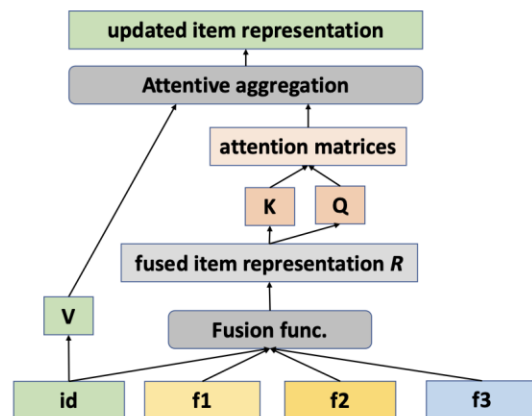 updated item representation
Attentive aggregation
attention matrices
K Q
fused item representation R
V
Fusion func.
id f1 f2 f3